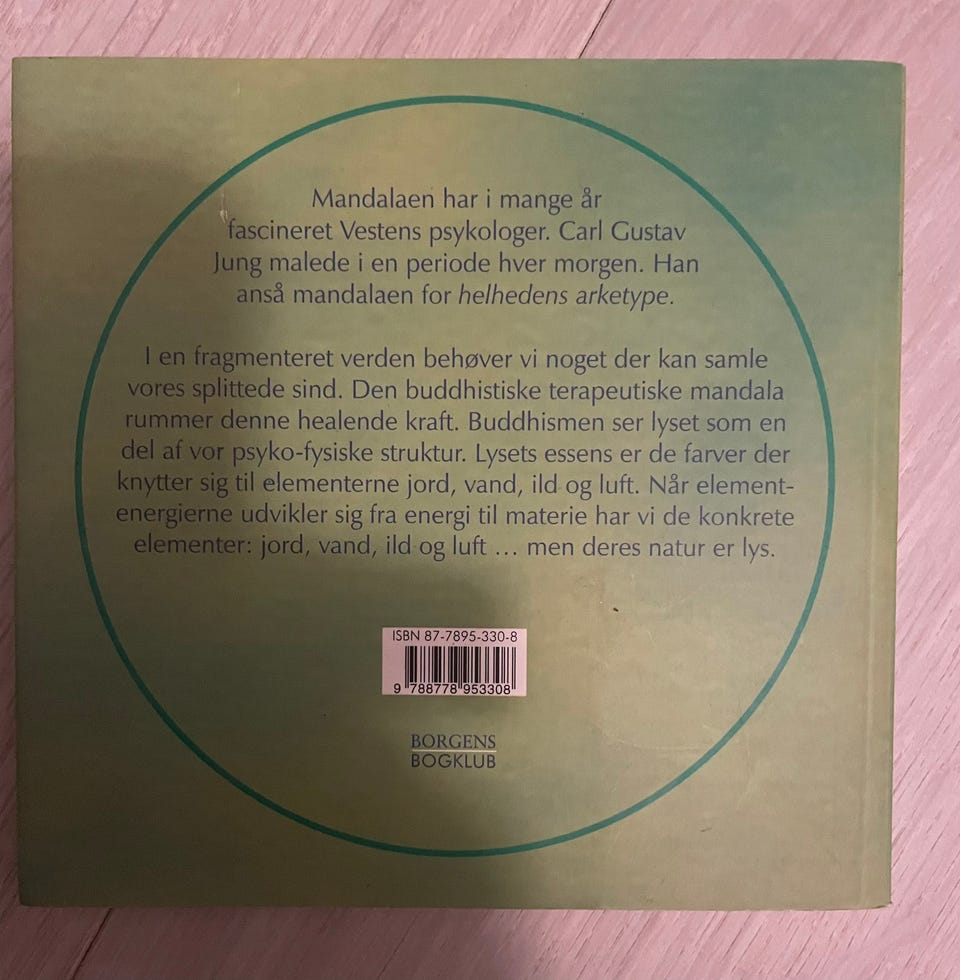 Mandalaen har i mange år
fascineret Vestens psykologer. Carl Gustav
Jung malede i en periode hver morgen. Han
anså mandalaen for helhedens arketype.
I en fragmenteret verden behøver vi noget der kan samle
vores splittede sind. Den buddhistiske terapeutiske mandala
rummer denne healende kraft. Buddhismen ser lyset som en
del af vor psyko-fysiske struktur. Lysets essens er de farver der
knytter sig til elementerne jord, vand, ild og luft. Når element-
energierne udvikler sig fra energi til materie har vi de konkrete
elementer: jord, vand, ild og luft ... men deres natur er lys.
ISBN 87-7895-330-8
9 788778 953308
BORGENS
BOGKLUB